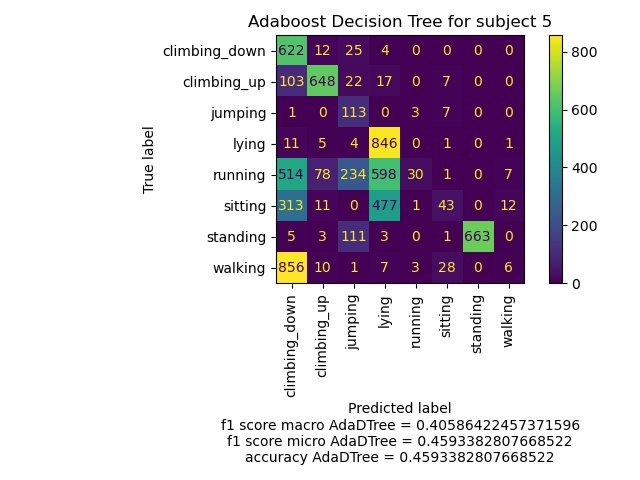 Adaboost Decision Tree for subject 5
climbing_down 622 12 25 4 0 0 0 0
climbing_up 103 648 22 17 0 7 0 0
jumping 1 0 113 0 3 7 0 0
lying 11 5 4 846 0 1 0 1
running 514 78 234 598 30 1 0 7
sitting 313 11 0 477 1 43 0 12
standing 5 3 111 3 0 1 663 0
walking 856 10 1 7 3 28 0 6
True label
climbing_down climbing_up jumping lying running sitting standing walking
800
600
400
200
0
Predicted label
f1 score macro AdaDTree = 0.40586422457371596
f1 score micro AdaDTree = 0.4593382807668522
accuracy AdaDTree = 0.4593382807668522